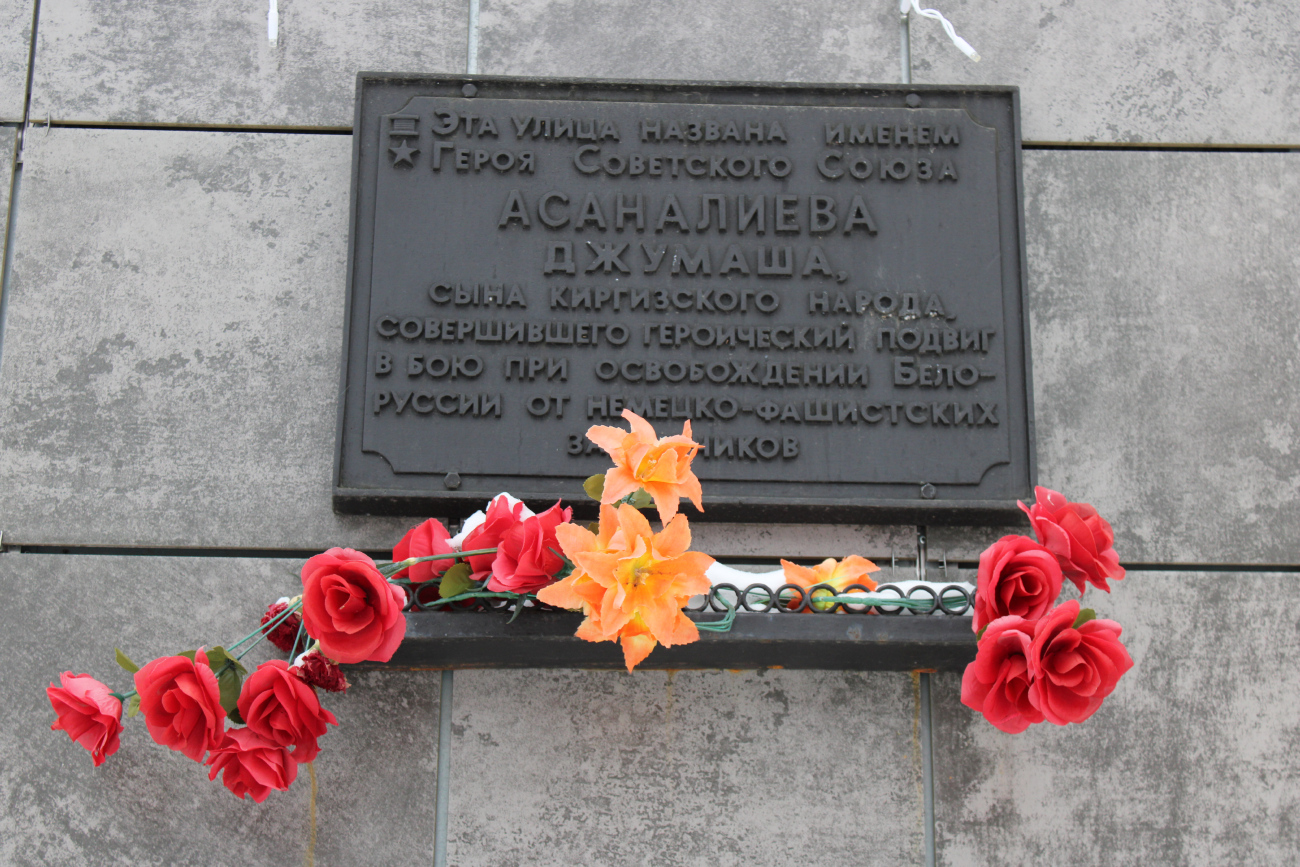 Эта улица названа именем
Героя Советского Союза
АСАНАЛИЕВА
ДЖУМАША,
сына киргизского народа,
совершившего героический подвиг
в бою при освобождении Бело-
руссии от немецко-фашистских